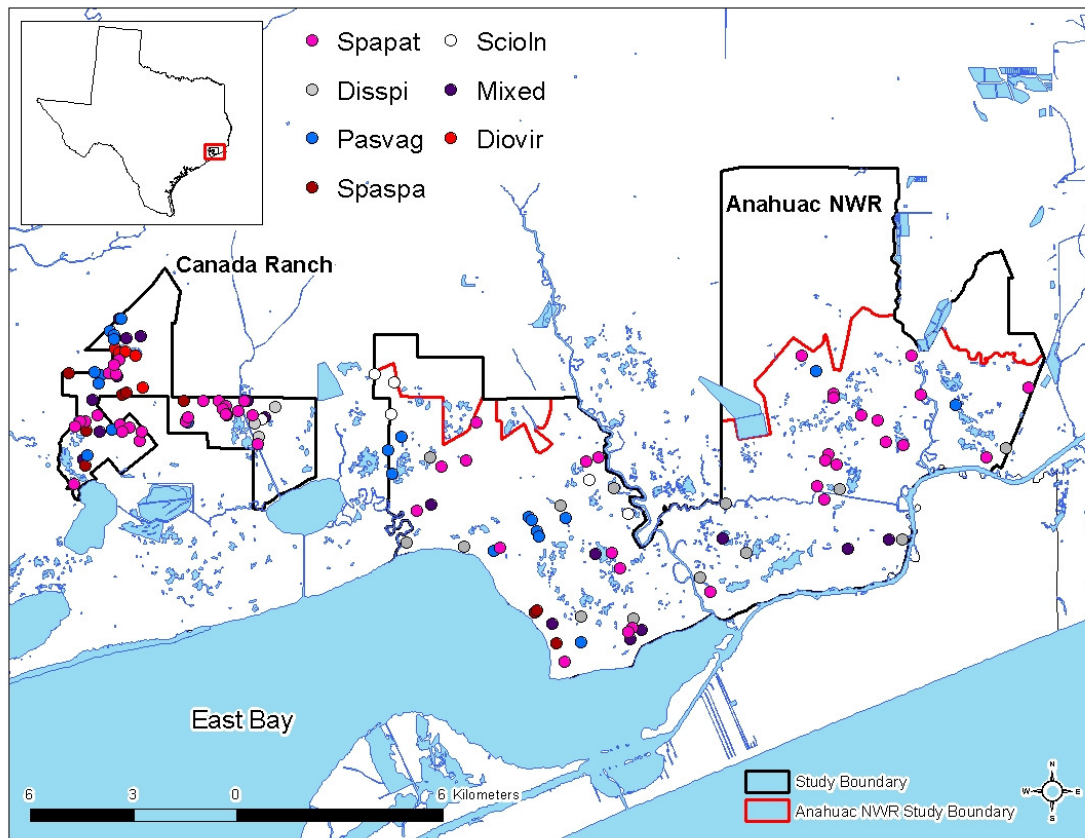 Spapat
Scioln
Disspi
Mixed
Pasvag
Diovir
Spaspa
Anahuac NWR
Canada Ranch
East Bay
6 3 0 6 Kilometers
Study Boundary
Anahuac NWR Study Boundary
N
W E
S